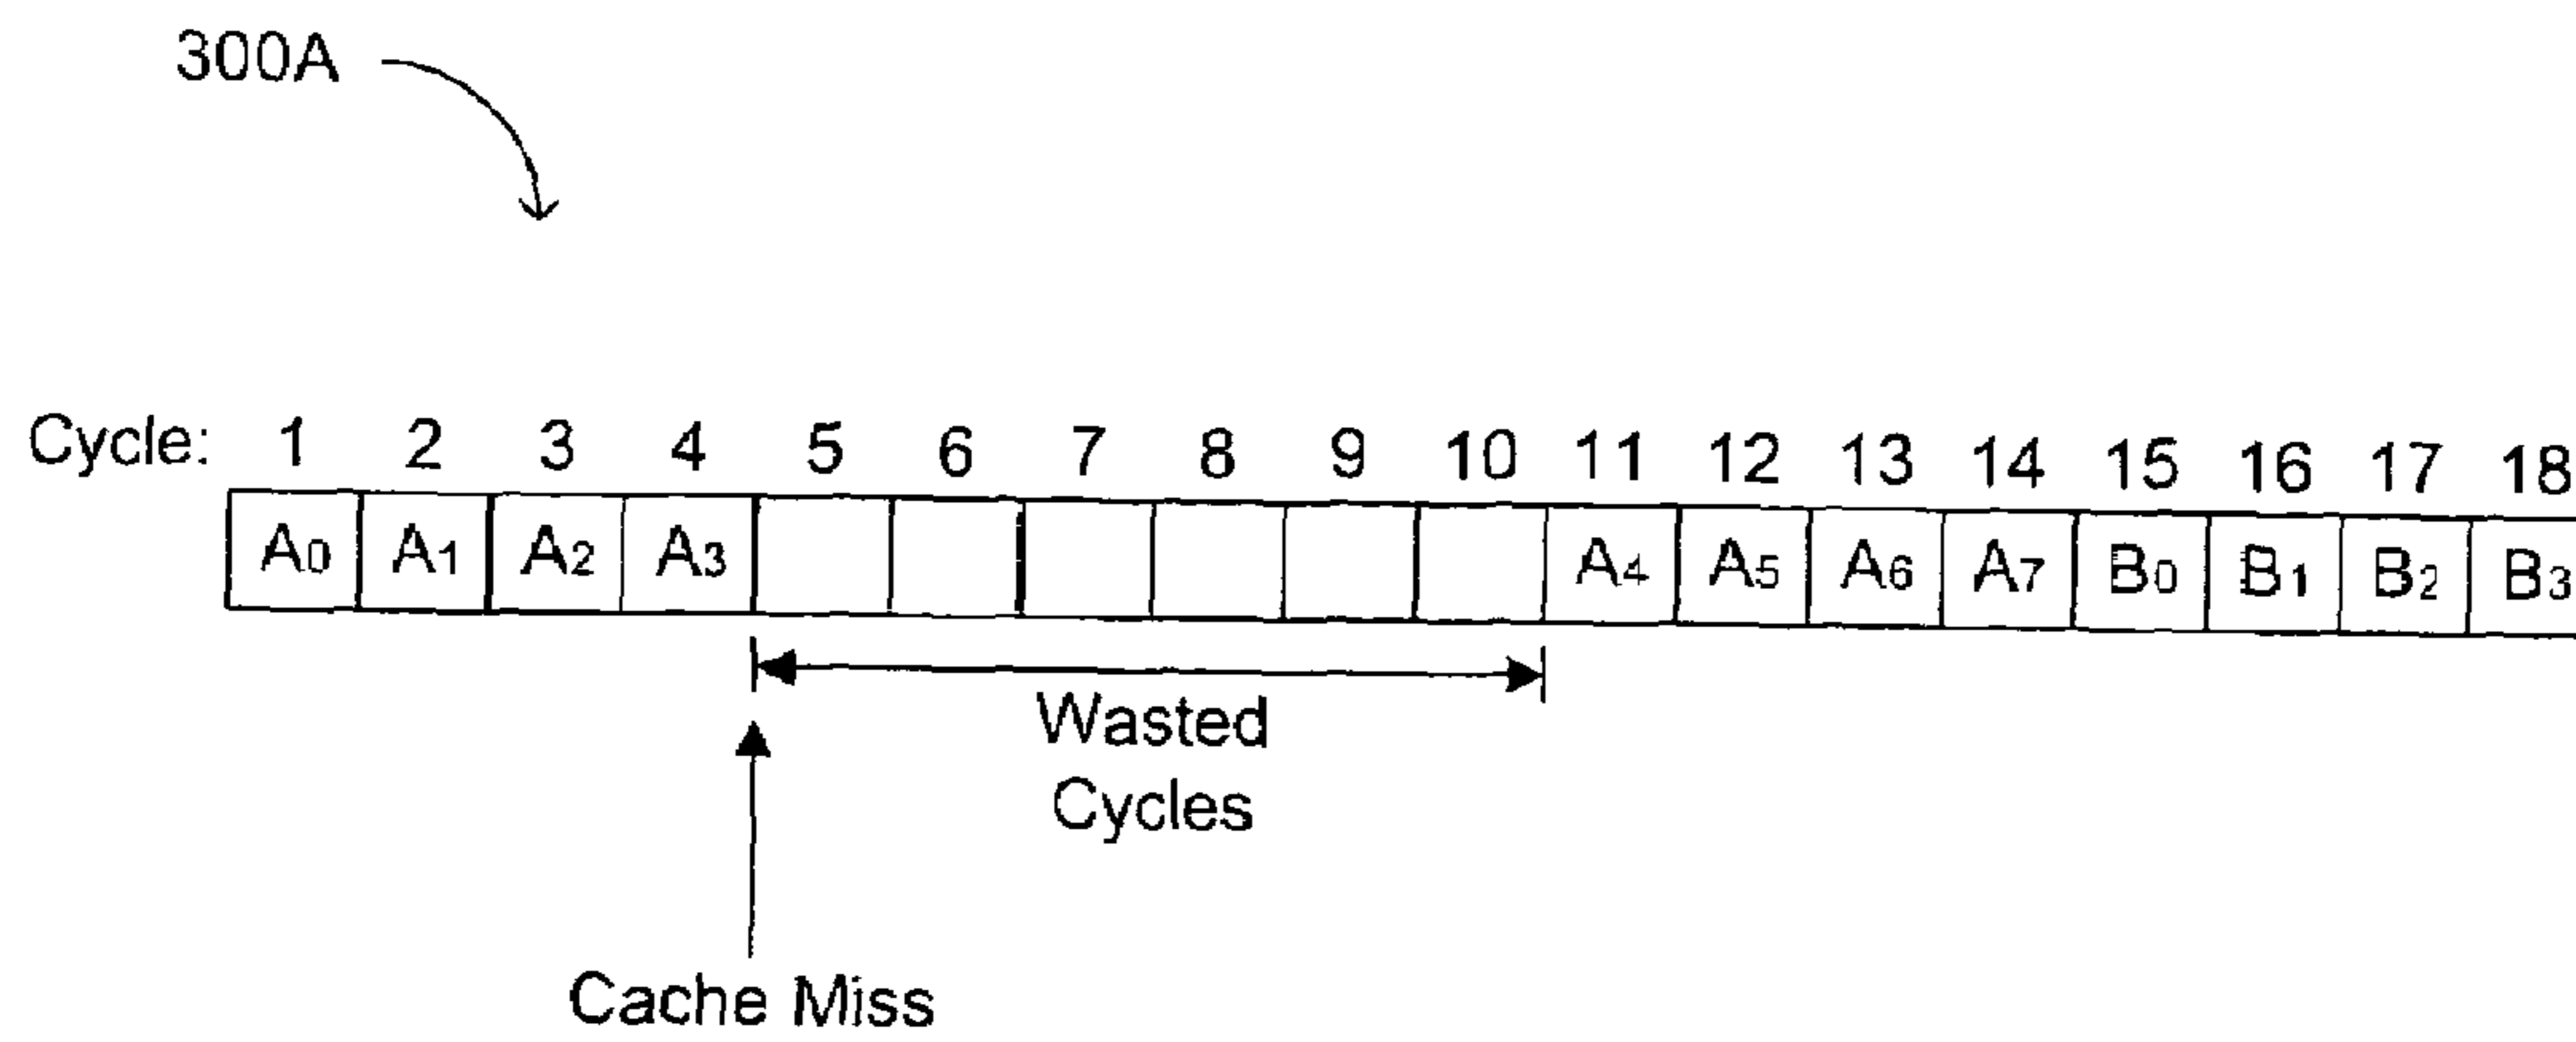 300A
Cycle: 1 2 3 4 5 6 7 8 9 10 11 12 13 14 15 16 17 18
A0 A1 A2 A3 A4 A5 A6 A7 B0 B1 B2 B3
Wasted
Cycles
Cache Miss